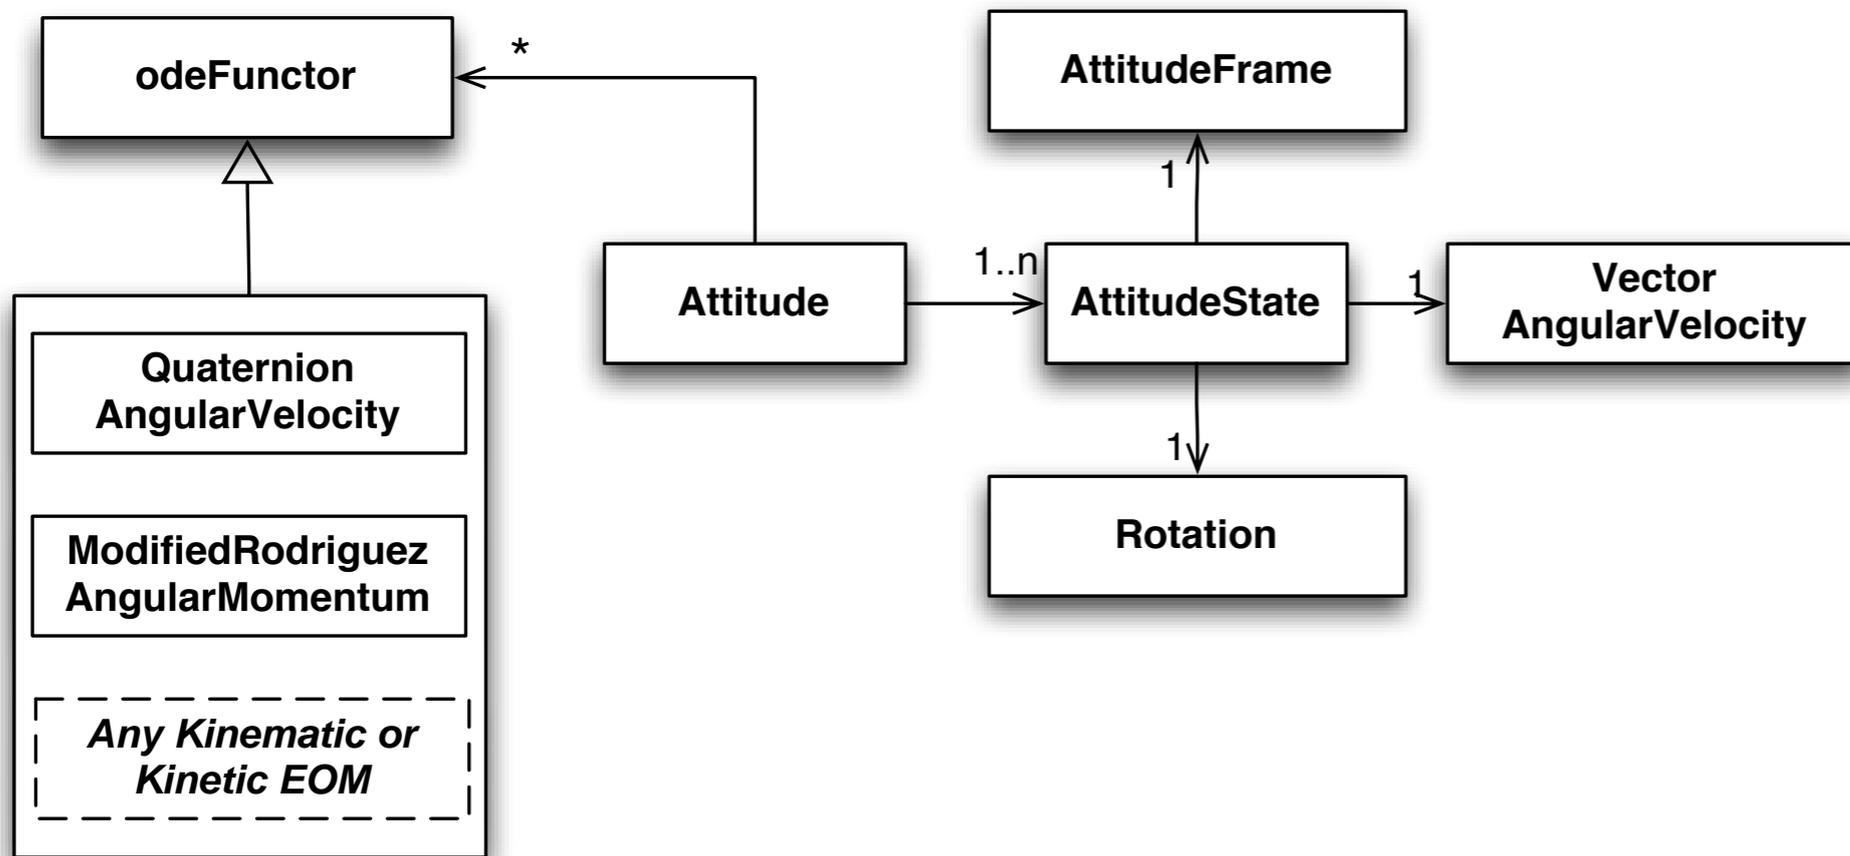 odeFunctor
*
AttitudeFrame
1
Attitude
1..n
AttitudeState
1
Vector
AngularVelocity
1
Rotation
Quaternion
AngularVelocity
ModifiedRodriguez
AngularMomentum
Any Kinematic or
Kinetic EOM